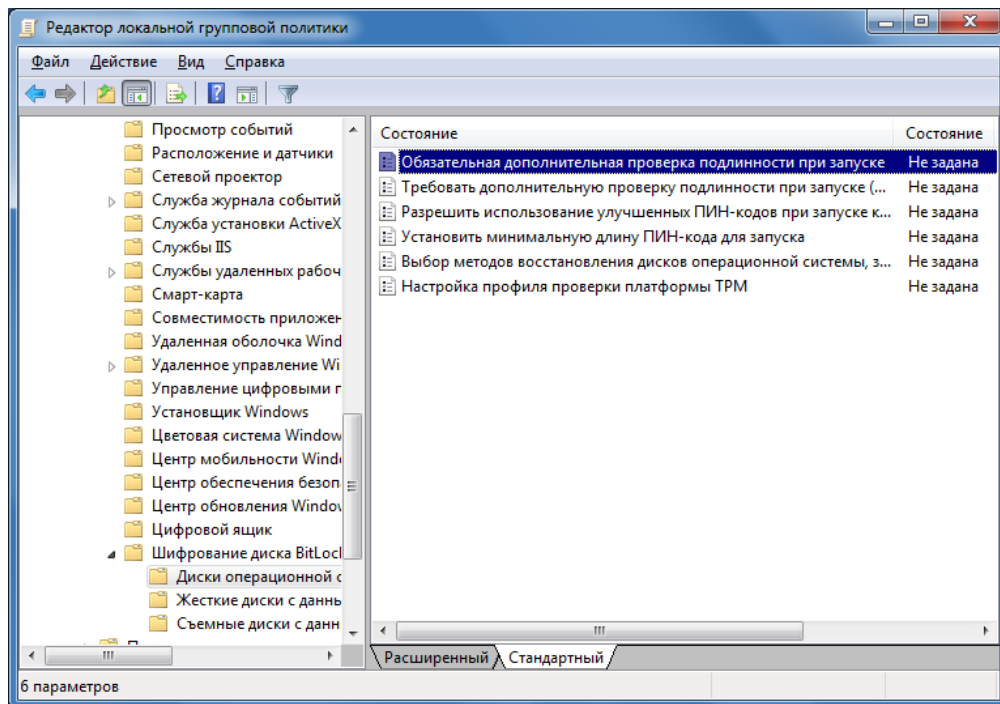 Редактор локальной групповой политики
Файл Действие Вид Справка
Просмотр событий
Расположение и датчики
Сетевой проектор
Служба журнала событий
Служба установки ActiveX
Службы IIS
Службы удаленных рабоч
Смарт-карта
Совместимость приложен
Удаленная оболочка Wind
Удаленное управление Wi
Управление цифровыми п
Установщик Windows
Цветовая система Window
Центр мобильности Wind
Центр обеспечения безоп
Центр обновления Window
Цифровой ящик
Шифрование диска BitLocl
Диски операционной с
Жесткие диски с данн
Съемные диски с данн
Состояние Состояние
Обязательная дополнительная проверка подлинности при запуске Не задана
Требовать дополнительную проверку подлинности при запуске (... Не задана
Разрешить использование улучшенных ПИН-кодов при запуске к... Не задана
Установить минимальную длину ПИН-кода для запуска Не задана
Выбор методов восстановления дисков операционной системы, з... Не задана
Настройка профиля проверки платформы TPM Не задана
Расширенный Стандартный
6 параметров